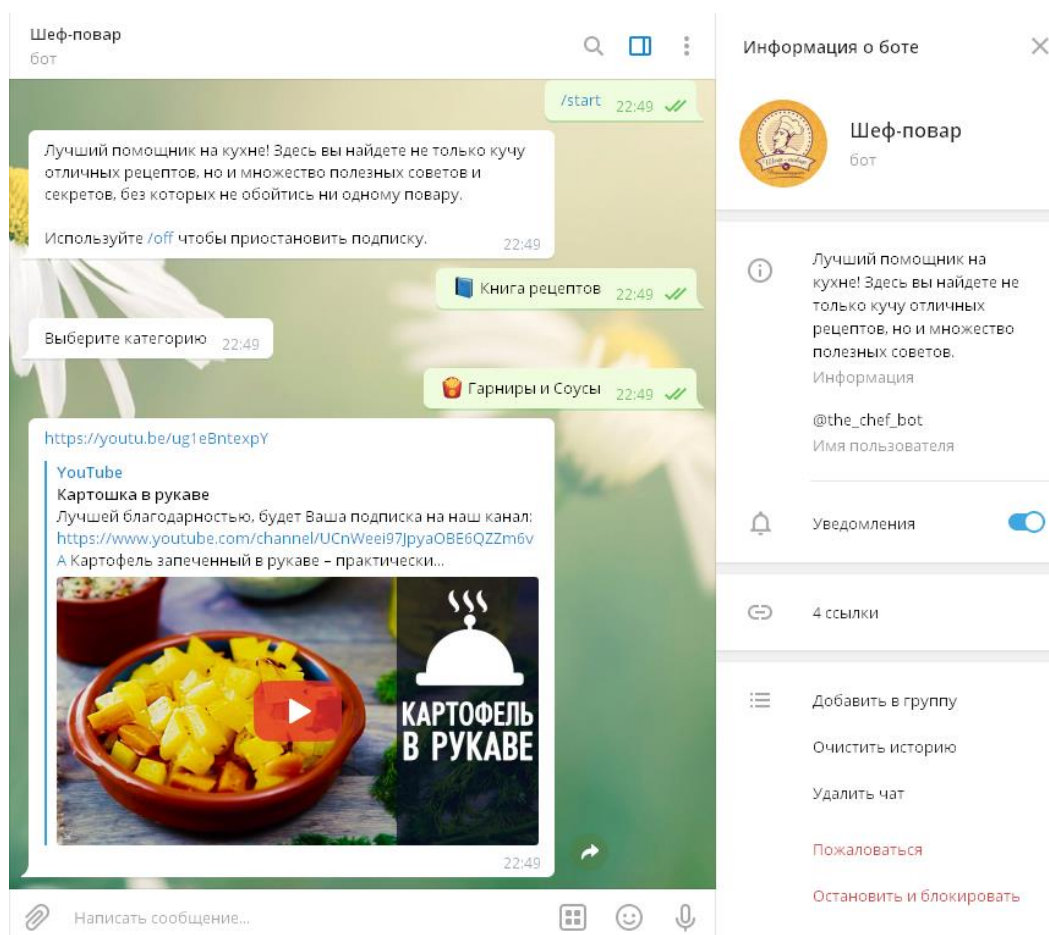 Шеф-повар
бот
/start 22:49
Лучший помощник на кухне! Здесь вы найдете не только кучу
отличных рецептов, но и множество полезных советов и
секретов, без которых не обойтись ни одному повару.
Используйте /off чтобы приостановить подписку. 22:49
Книга рецептов 22:49
Выберите категорию 22:49
Гарниры и Соусы 22:49
https://youtu.be/ug1eBntexpY
YouTube
Картошка в рукаве
Лучшей благодарностью, будет Ваша подписка на наш канал:
https://www.youtube.com/channel/UCnWeei97JpyaOBE6QZZm6v
A Картофель запеченный в рукаве – практически...
КАРТОФЕЛЬ
В РУКАВЕ
22:49
Написать сообщение...
Информация о боте
Шеф-повар
бот
Шеф-повар
Лучший помощник на
кухне! Здесь вы найдете не
только кучу отличных
рецептов, но и множество
полезных советов.
Информация
@the_chef_bot
Имя пользователя
Уведомления
4 ссылки
Добавить в группу
Очистить историю
Удалить чат
Пожаловаться
Остановить и блокировать